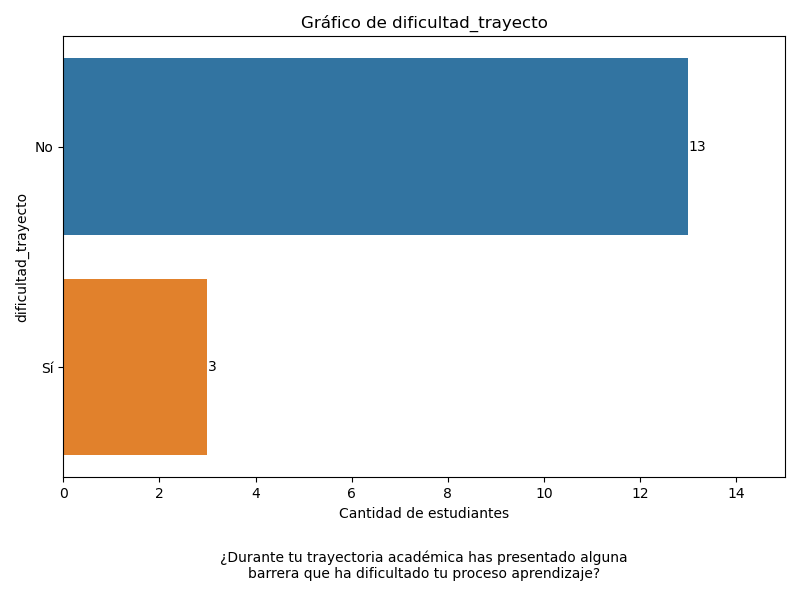 Gráfico de dificultad_trayecto
dificultad_trayecto
No
13
Sí
3
0 2 4 6 8 10 12 14
Cantidad de estudiantes
¿Durante tu trayectoria académica has presentado alguna
barrera que ha dificultado tu proceso aprendizaje?